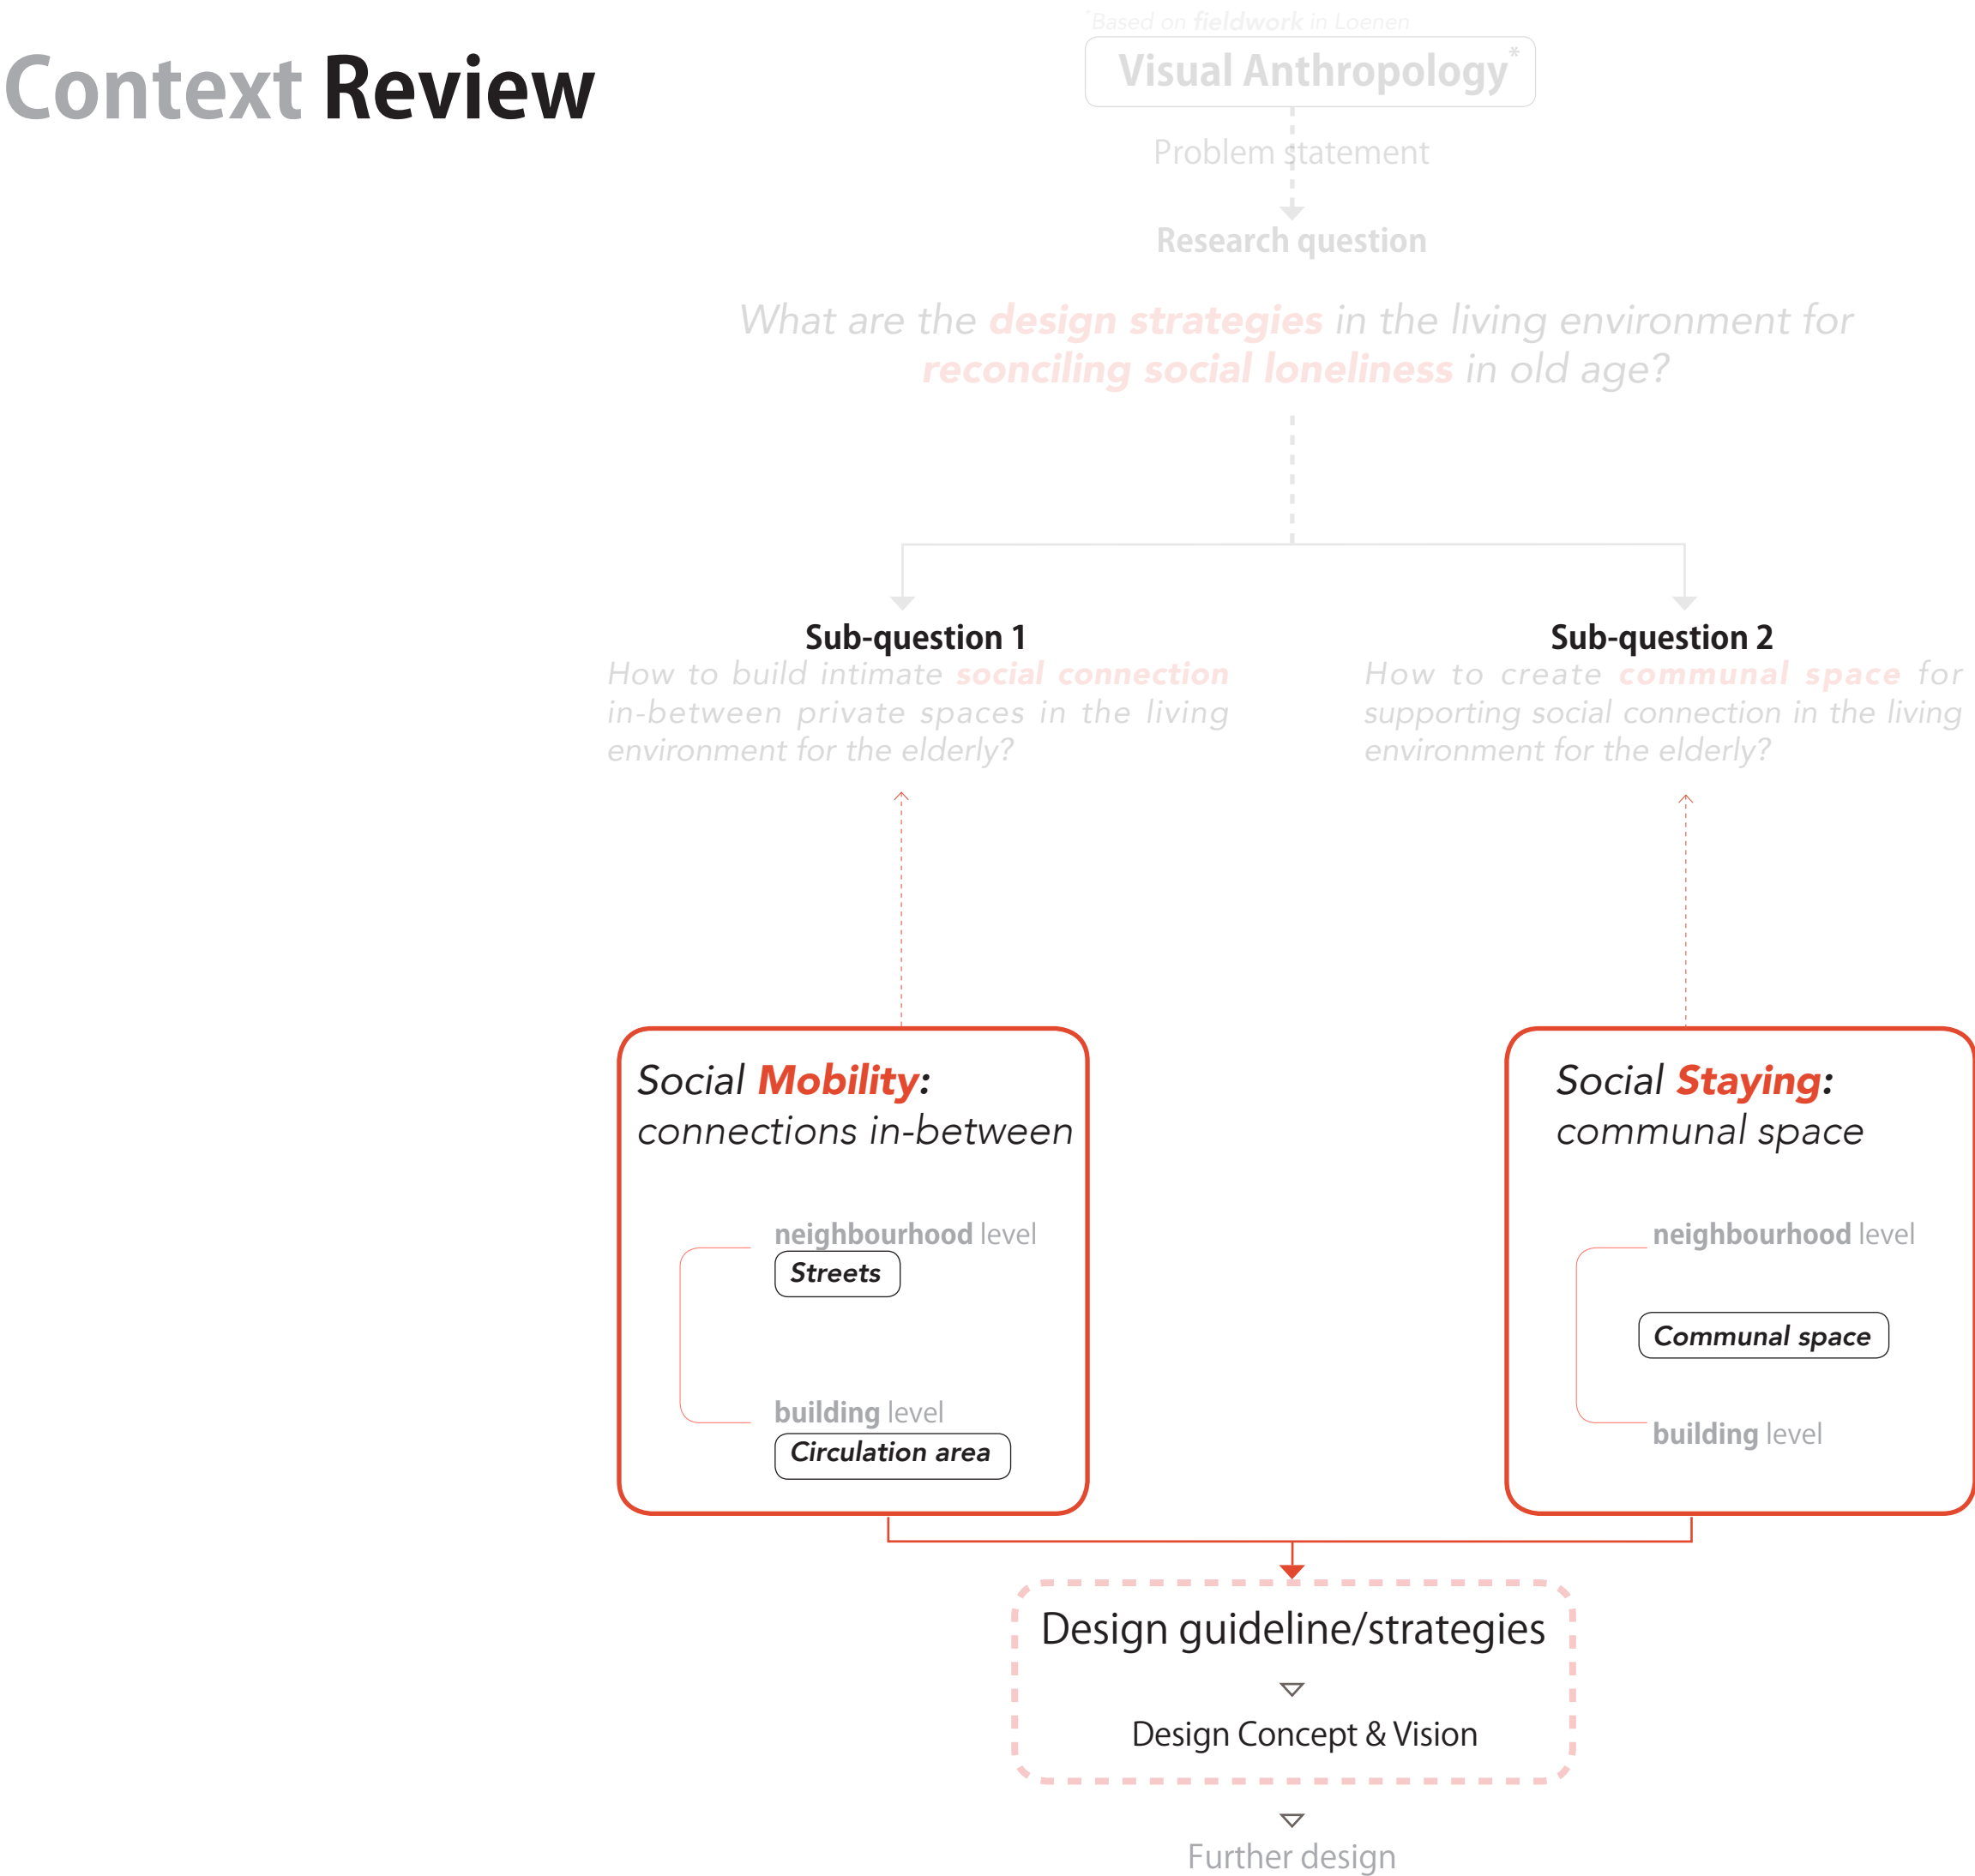 Context Review
*Based on fieldwork in Loenen
Visual Anthropology*
Problem statement
Research question
What are the design strategies in the living environment for
reconciling social loneliness in old age?
Sub-question 1
How to build intimate social connection
in-between private spaces in the living
environment for the elderly?
Sub-question 2
How to create communal space for
supporting social connection in the living
environment for the elderly?
Social Mobility:
connections in-between
neighbourhood level
Streets
building level
Circulation area
Social Staying:
communal space
neighbourhood level
Communal space
building level
Design guideline/strategies
Design Concept & Vision
Further design